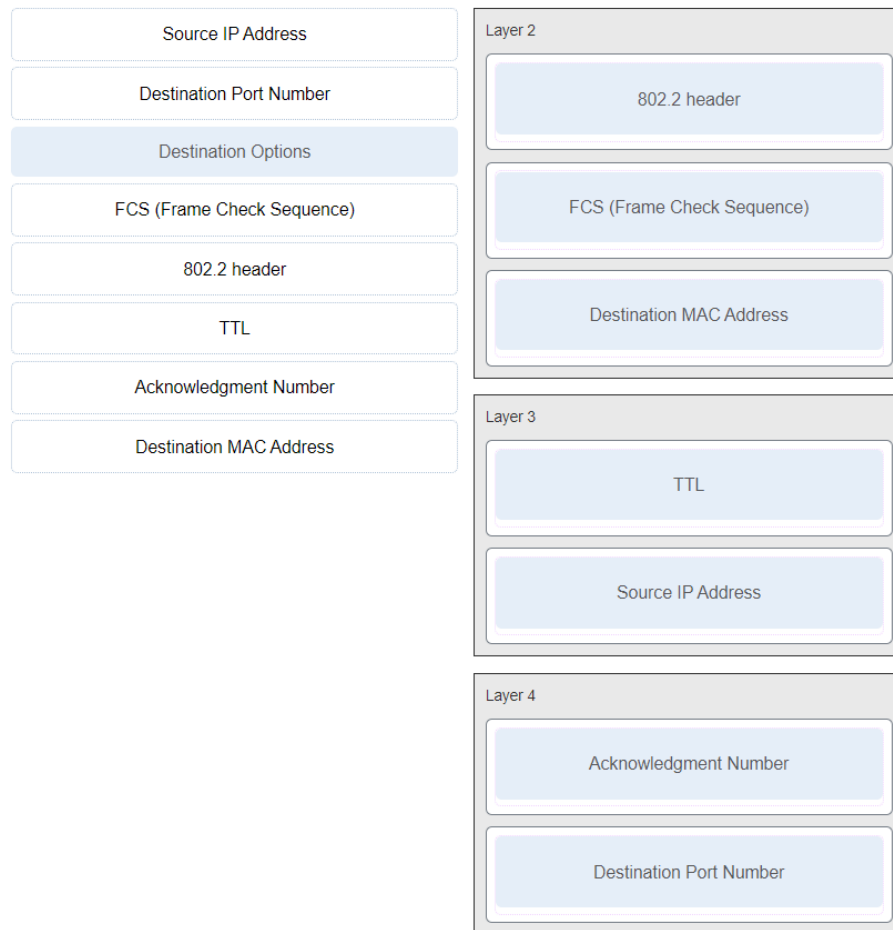 Source IP Address
Destination Port Number
Destination Options
FCS (Frame Check Sequence)
802.2 header
TTL
Acknowledgment Number
Destination MAC Address
Layer 2
802.2 header
FCS (Frame Check Sequence)
Destination MAC Address
Layer 3
TTL
Source IP Address
Layer 4
Acknowledgment Number
Destination Port Number